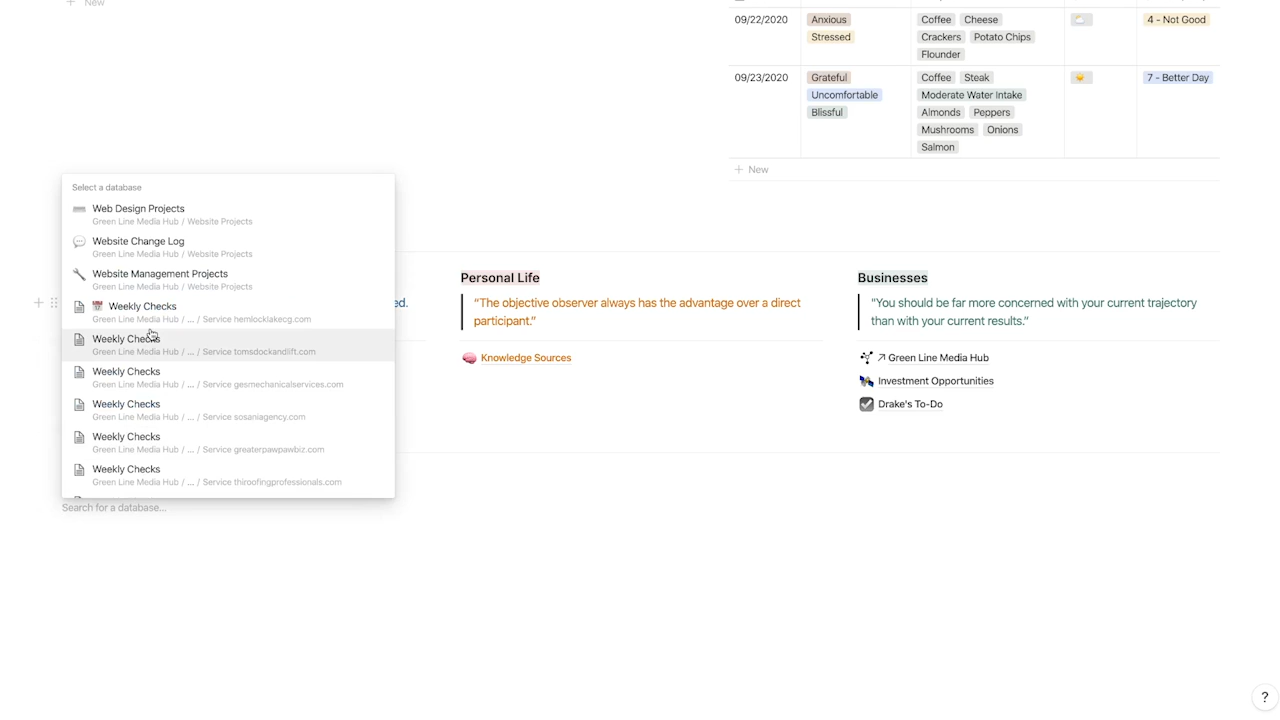 + New
09/22/2020
Anxious
Stressed
Coffee Cheese
Crackers Potato Chips
Flounder
4 - Not Good
09/23/2020
Grateful
Uncomfortable
Blissful
Coffee Steak
Moderate Water Intake
Almonds Peppers
Mushrooms Onions
Salmon
7 - Better Day
+ New
Select a database
Web Design Projects
Green Line Media Hub / Website Projects
Website Change Log
Green Line Media Hub / Website Projects
Website Management Projects
Green Line Media Hub / Website Projects
Weekly Checks
Green Line Media Hub / ... / Service hemlocklakecg.com
Weekly Checks
Green Line Media Hub / ... / Service tomsdockandlift.com
Weekly Checks
Green Line Media Hub / ... / Service gesmechanicalservices.com
Weekly Checks
Green Line Media Hub / ... / Service sosaniagency.com
Weekly Checks
Green Line Media Hub / ... / Service greaterpawpawbiz.com
Weekly Checks
Green Line Media Hub / ... / Service thiroofingprofessionals.com
Search for a database...
ed.
Personal Life
“The objective observer always has the advantage over a direct
participant.”
Knowledge Sources
Businesses
“You should be far more concerned with your current trajectory
than with your current results.”
↗ Green Line Media Hub
Investment Opportunities
Drake's To-Do
?